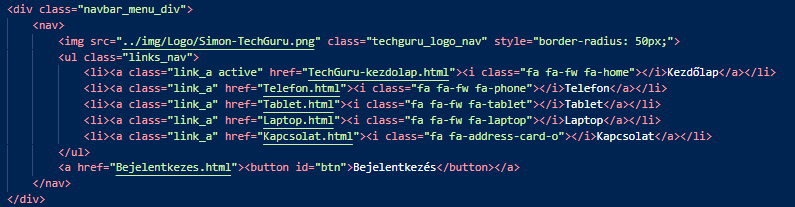 <div class="navbar_menu_div">
<nav>
<img src="../img/Logo/Simon-TechGuru.png" class="techguru_logo_nav" style="border-radius: 50px;">
<ul class="links_nav">
<li><a class="link_a active" href="TechGuru-kezdolap.html"><i class="fa fa-fw fa-home"></i>Kezdőlap</a></li>
<li><a class="link_a" href="Telefon.html"><i class="fa fa-fw fa-phone"></i>Telefon</a></li>
<li><a class="link_a" href="Tablet.html"><i class="fa fa-fw fa-tablet"></i>Tablet</a></li>
<li><a class="link_a" href="Laptop.html"><i class="fa fa-fw fa-laptop"></i>Laptop</a></li>
<li><a class="link_a" href="Kapcsolat.html"><i class="fa fa-address-card-o"></i>Kapcsolat</a></li>
</ul>
<a href="Bejelentkezes.html"><button id="btn">Bejelentkezés</button></a>
</nav>
</div>